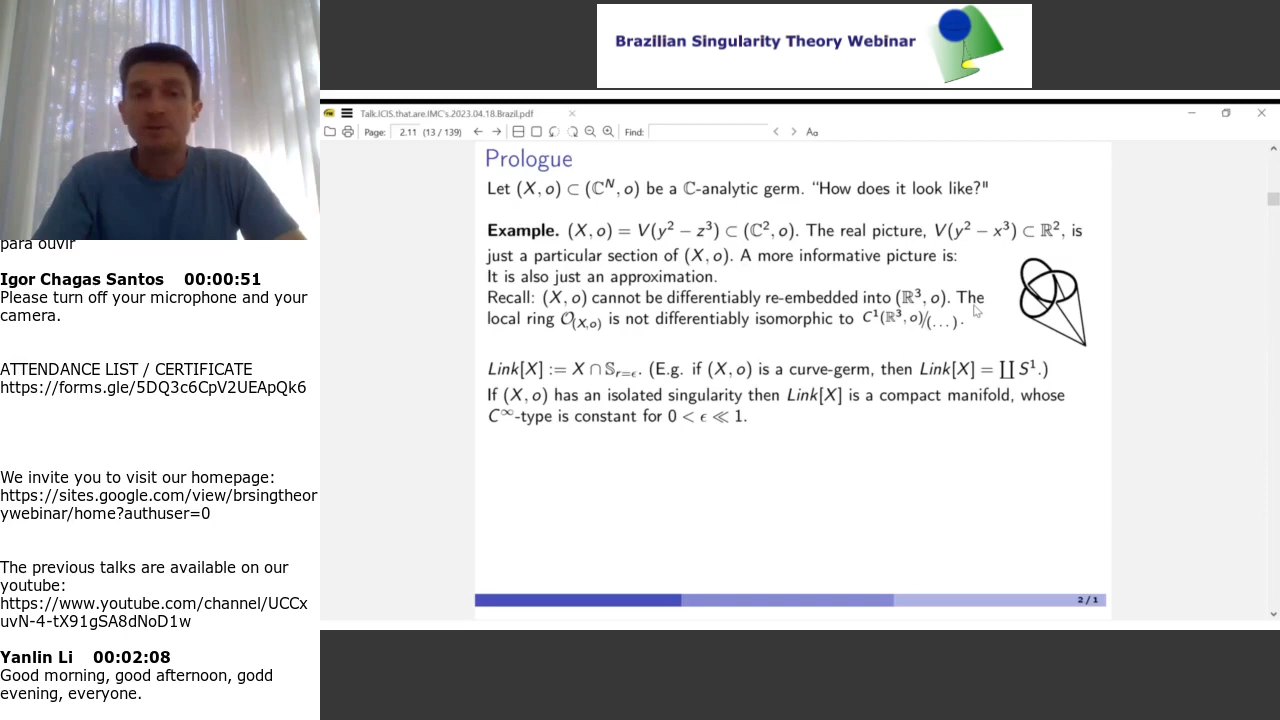 Brazilian Singularity Theory Webinar
Talk.ICIS.that.are.IMC's.2023.04.18.Brazil.pdf
Page: 2.11 (13 / 139) Find: Aa
Prologue
Let (X, o) ⊂ (ℂᴺ, o) be a ℂ-analytic germ. "How does it look like?"
Example. (X, o) = V(y² − z³) ⊂ (ℂ², o). The real picture, V(y² − x³) ⊂ ℝ², is
just a particular section of (X, o). A more informative picture is:
It is also just an approximation.
Recall: (X, o) cannot be differentiably re-embedded into (ℝ³, o). The
local ring 𝒪_(X,o) is not differentiably isomorphic to C¹(ℝ³, o)/(...).
Link[X] := X ∩ 𝕊_r=ϵ. (E.g. if (X, o) is a curve-germ, then Link[X] = ∐ S¹.)
If (X, o) has an isolated singularity then Link[X] is a compact manifold, whose
C^∞-type is constant for 0 < ϵ ≪ 1.
2 / 1
para ouvir
Igor Chagas Santos 00:00:51
Please turn off your microphone and your
camera.
ATTENDANCE LIST / CERTIFICATE
https://forms.gle/5DQ3c6CpV2UEApQk6
We invite you to visit our homepage:
https://sites.google.com/view/brsingtheor
ywebinar/home?authuser=0
The previous talks are available on our
youtube:
https://www.youtube.com/channel/UCCx
uvN-4-tX91gSA8dNoD1w
Yanlin Li 00:02:08
Good morning, good afternoon, godd
evening, everyone.